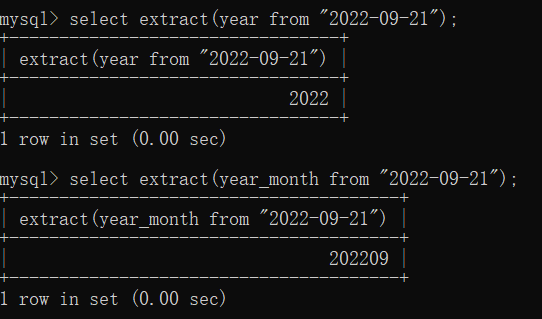 mysql> select extract(year from "2022-09-21");
+---------------------------------+
| extract(year from "2022-09-21") |
+---------------------------------+
|                            2022 |
+---------------------------------+
1 row in set (0.00 sec)
mysql> select extract(year_month from "2022-09-21");
+---------------------------------------+
| extract(year_month from "2022-09-21") |
+---------------------------------------+
|                                202209 |
+---------------------------------------+
1 row in set (0.00 sec)